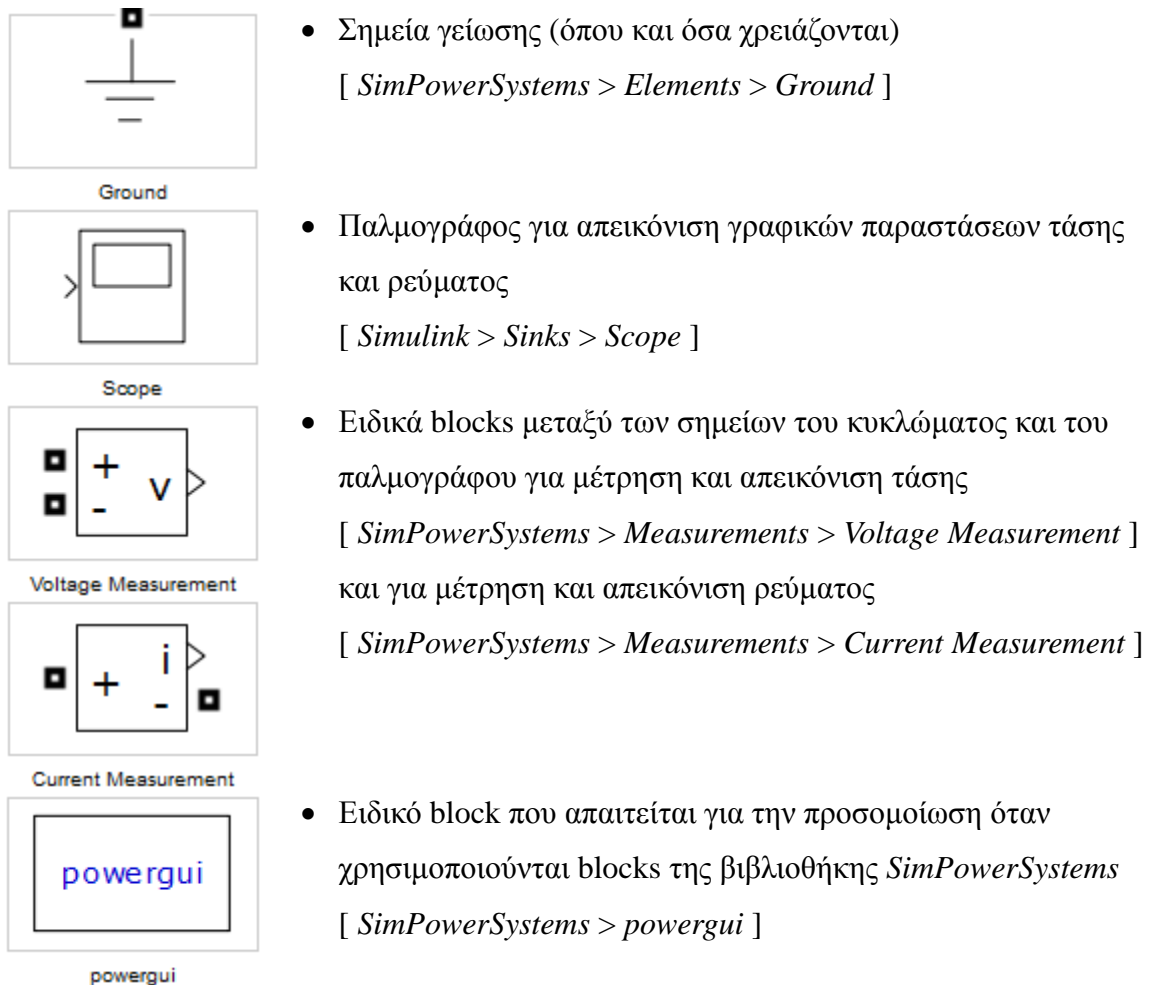 • Σημεία γείωσης (όπου και όσα χρειάζονται)
[ SimPowerSystems > Elements > Ground ]
Ground
• Παλμογράφος για απεικόνιση γραφικών παραστάσεων τάσης
και ρεύματος
[ Simulink > Sinks > Scope ]
Scope
• Ειδικά blocks μεταξύ των σημείων του κυκλώματος και του
παλμογράφου για μέτρηση και απεικόνιση τάσης
[ SimPowerSystems > Measurements > Voltage Measurement ]
και για μέτρηση και απεικόνιση ρεύματος
[ SimPowerSystems > Measurements > Current Measurement ]
+
v
-
Voltage Measurement
i
+
-
Current Measurement
• Ειδικό block που απαιτείται για την προσομοίωση όταν
χρησιμοποιούνται blocks της βιβλιοθήκης SimPowerSystems
[ SimPowerSystems > powergui ]
powergui
powergui